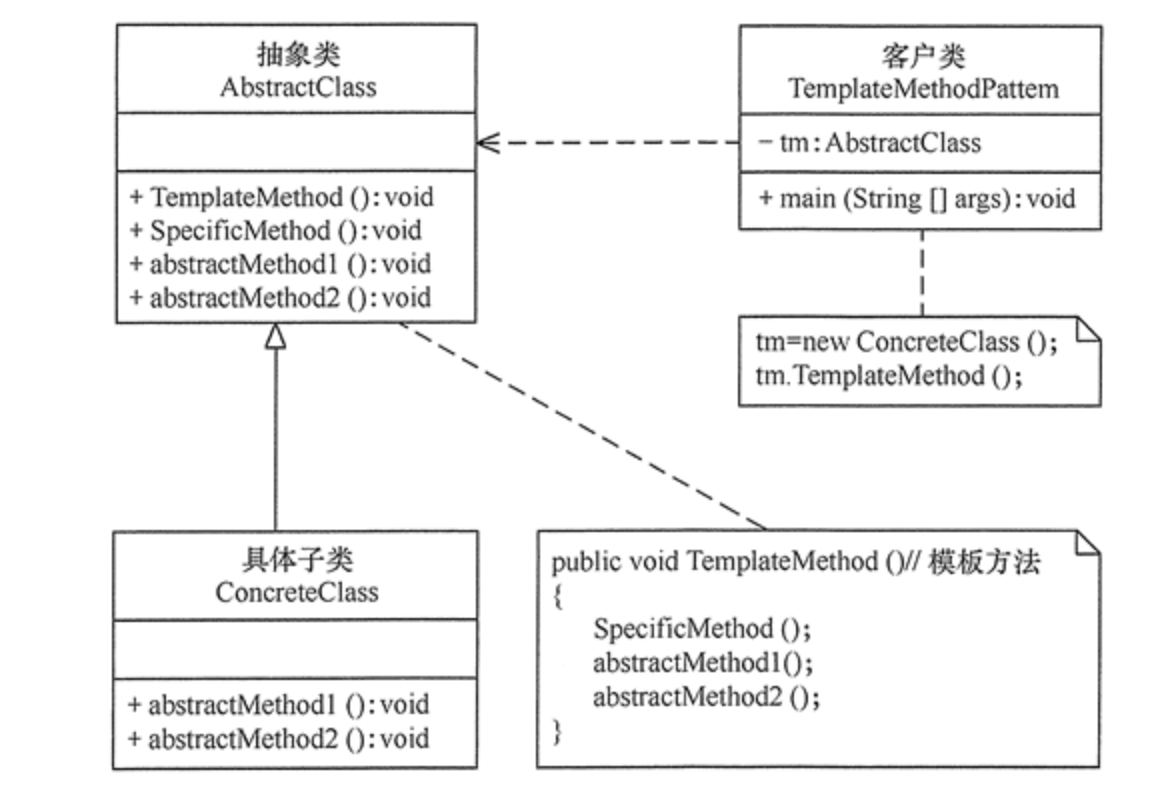 抽象类
AbstractClass
+ TemplateMethod ():void
+ SpecificMethod ():void
+ abstractMethod1 ():void
+ abstractMethod2 ():void
客户类
TemplateMethodPattem
− tm:AbstractClass
+ main (String [] args):void
tm=new ConcreteClass ();
tm.TemplateMethod ();
具体子类
ConcreteClass
+ abstractMethod1 ():void
+ abstractMethod2 ():void
public void TemplateMethod ()// 模板方法
{
SpecificMethod ();
abstractMethod1();
abstractMethod2 ();
}